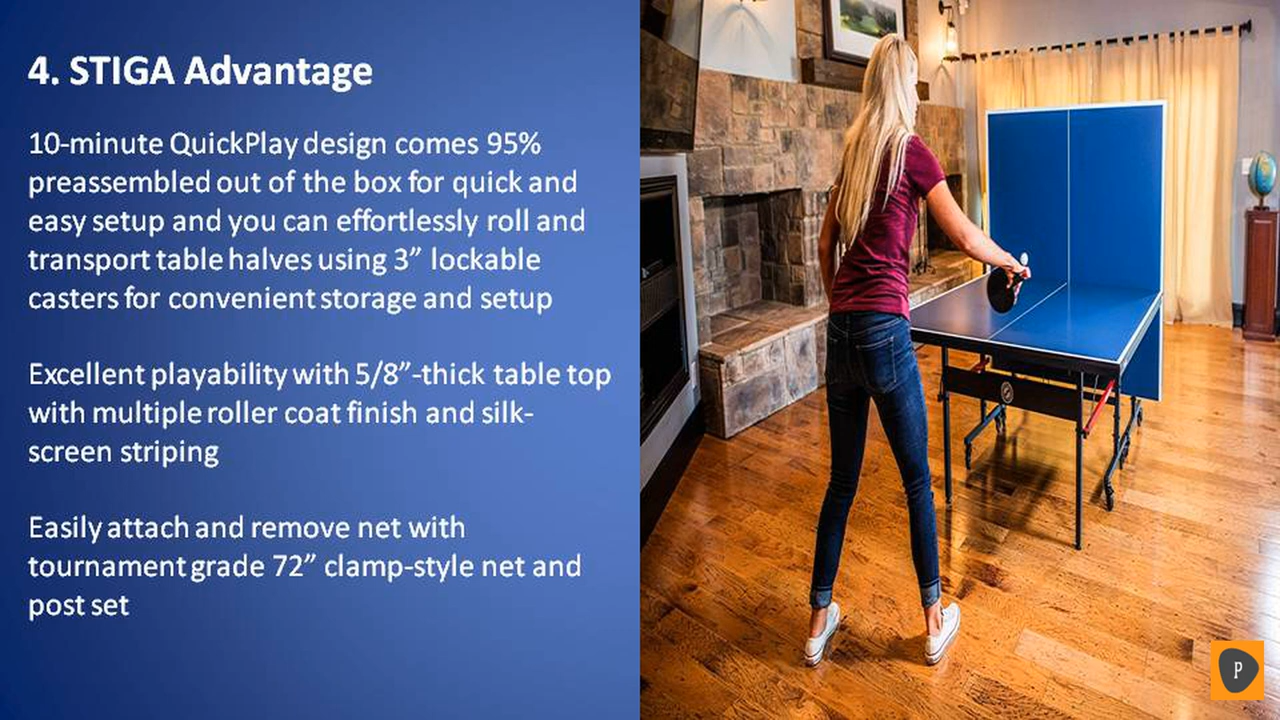 4. STIGA Advantage
10-minute QuickPlay design comes 95%
preassembled out of the box for quick and
easy setup and you can effortlessly roll and
transport table halves using 3” lockable
casters for convenient storage and setup
Excellent playability with 5/8”-thick table top
with multiple roller coat finish and silk-
screen striping
Easily attach and remove net with
tournament grade 72” clamp-style net and
post set
P